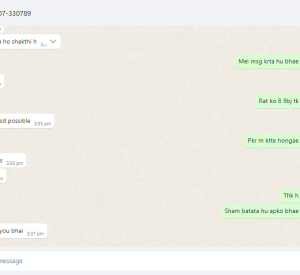 07-330789
ho shakthi h
Mei msg krta hu bhae
Rat ko 8 9bj tk
sd possible
3:35 pm
Pkr m ktte hongae
s
3:35 pm
Thk h
Sham batata hu apko bhae
you bhai
3:37 pm
message